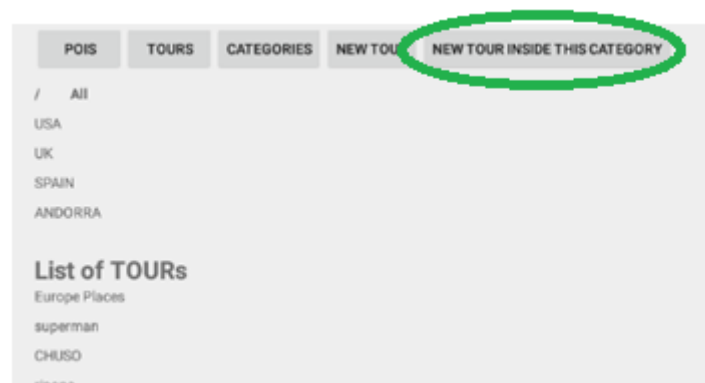 POIS TOURS CATEGORIES NEW TOU NEW TOUR INSIDE THIS CATEGORY
/ All
USA
UK
SPAIN
ANDORRA
List of TOURs
Europe Places
superman
CHUSO